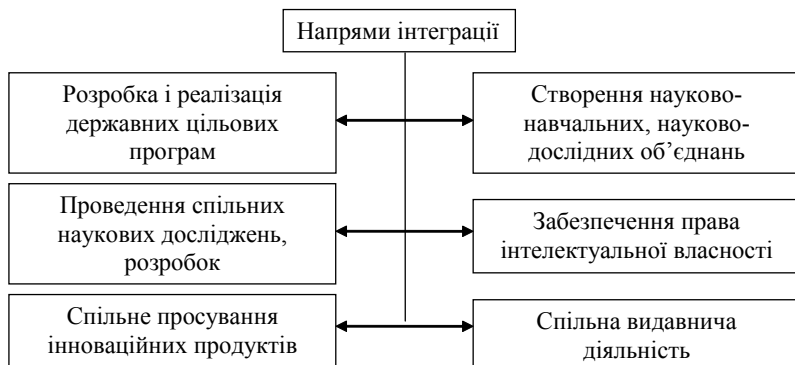 Напрями інтеграції
Розробка і реалізація
державних цільових
програм
Створення науково-
навчальних, науково-
дослідних об’єднань
Проведення спільних
наукових досліджень,
розробок
Забезпечення права
інтелектуальної власності
Спільне просування
інноваційних продуктів
Спільна видавнича
діяльність